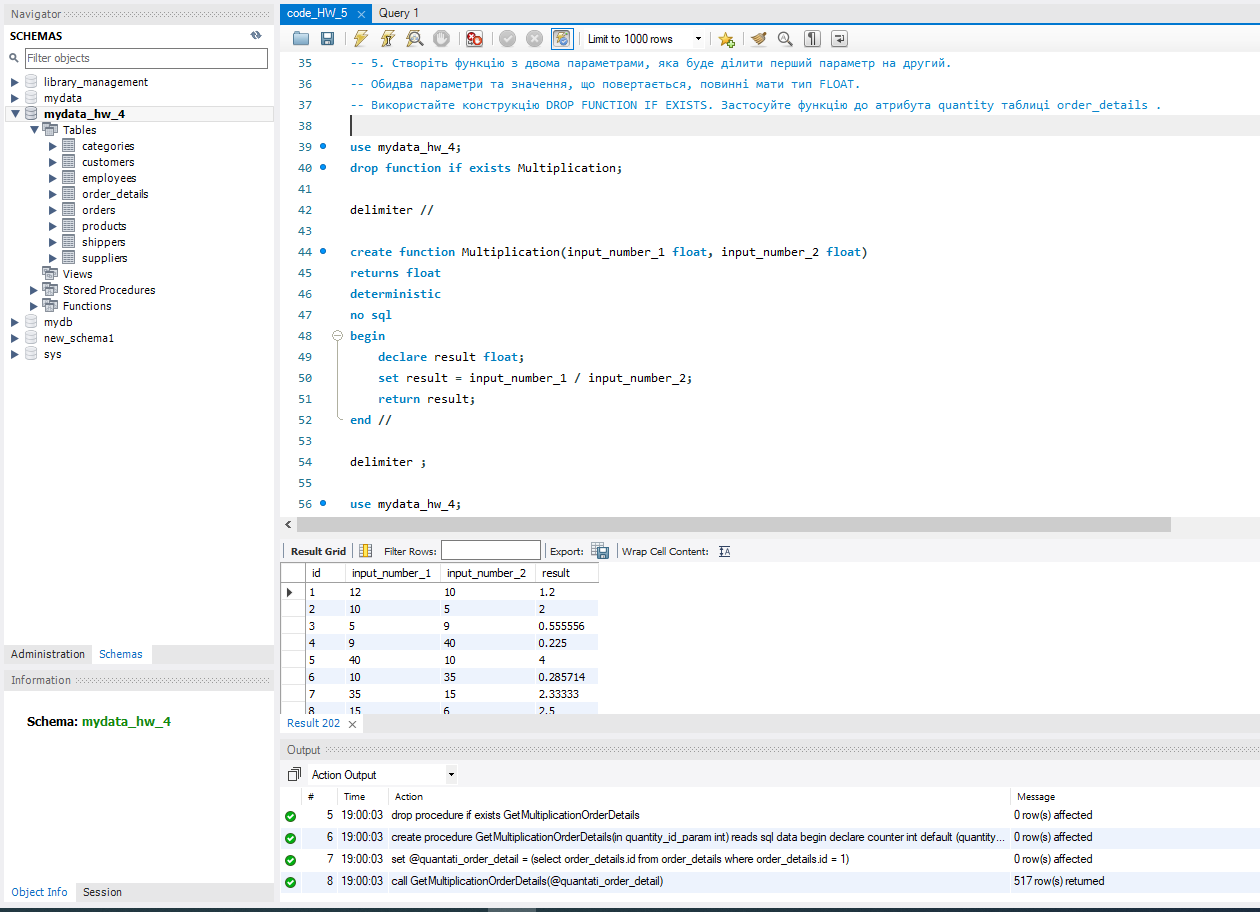 Navigator
SCHEMAS
Filter objects
library_management
mydata
mydata_hw_4
Tables
categories
customers
employees
order_details
orders
products
shippers
suppliers
Views
Stored Procedures
Functions
mydb
new_schema1
sys
Administration Schemas
Information
Schema: mydata_hw_4
Object Info Session
code_HW_5 Query 1
Limit to 1000 rows
35 -- 5. Створіть функцію з двома параметрами, яка буде ділити перший параметр на другий.
36 -- Обидва параметри та значення, що повертається, повинні мати тип FLOAT.
37 -- Використайте конструкцію DROP FUNCTION IF EXISTS. Застосуйте функцію до атрибута quantity таблиці order_details .
38
39 use mydata_hw_4;
40 drop function if exists Multiplication;
41
42 delimiter //
43
44 create function Multiplication(input_number_1 float, input_number_2 float)
45 returns float
46 deterministic
47 no sql
48 begin
49 declare result float;
50 set result = input_number_1 / input_number_2;
51 return result;
52 end //
53
54 delimiter ;
55
56 use mydata_hw_4;
Result Grid Filter Rows: Export: Wrap Cell Content:
id input_number_1 input_number_2 result
1 12 10 1.2
2 10 5 2
3 5 9 0.555556
4 9 40 0.225
5 40 10 4
6 10 35 0.285714
7 35 15 2.33333
8 15 6 2.5
Result 202
Output
Action Output
# Time Action Message
5 19:00:03 drop procedure if exists GetMultiplicationOrderDetails 0 row(s) affected
6 19:00:03 create procedure GetMultiplicationOrderDetails(in quantity_id_param int) reads sql data begin declare counter int default (quantity... 0 row(s) affected
7 19:00:03 set @quantati_order_detail = (select order_details.id from order_details where order_details.id = 1) 0 row(s) affected
8 19:00:03 call GetMultiplicationOrderDetails(@quantati_order_detail) 517 row(s) returned